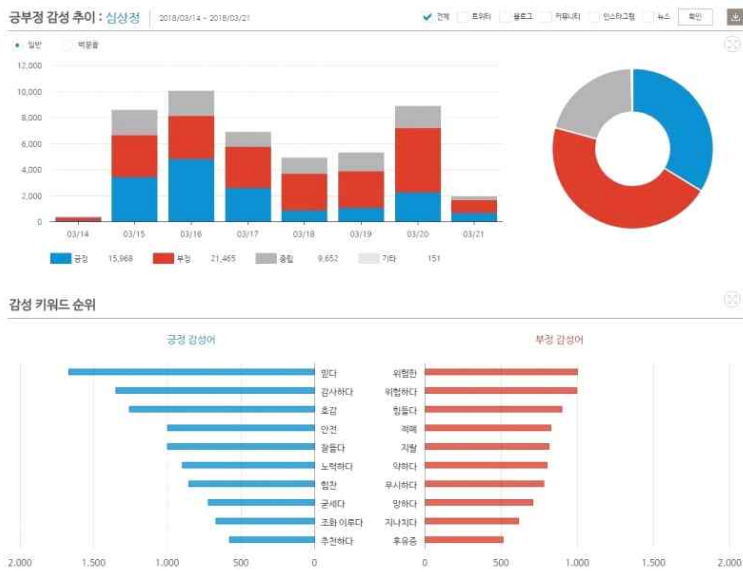 긍부정 감성 추이 : 심상정 2018/03/14 ~ 2018/03/21 전체 트위터 블로그 커뮤니티 인스타그램 뉴스 확인
일반 백분율
12,000
10,000
8,000
6,000
4,000
2,000
0
03/14 03/15 03/16 03/17 03/18 03/19 03/20 03/21
긍정 15,968 부정 21,465 중립 9,652 기타 151
감성 키워드 순위
긍정 감성어 부정 감성어
믿다 위험한
감사하다 위험하다
호감 힘들다
안전 적폐
잘들다 지랄
노력하다 약하다
힘찬 무시하다
굳세다 망하다
조화 이루다 지나치다
추천하다 후유증
2.000 1.500 1.000 500 0 0 500 1.000 1.500 2.000